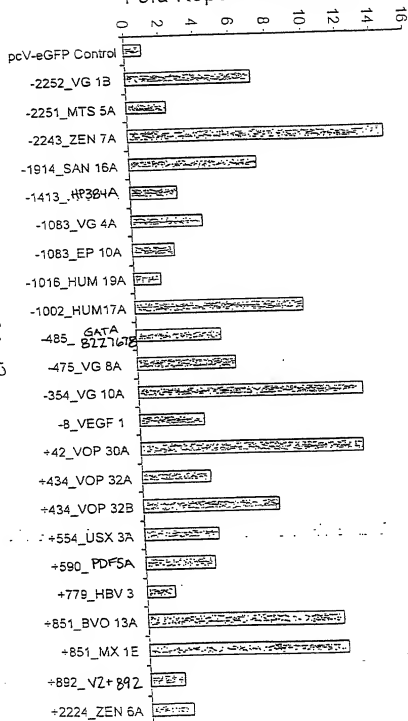 0 2 4 6 8 10 12 14 16
pcV-eGFP Control
-2252_VG 1B
-2251_MTS 5A
-2243_ZEN 7A
-1914_SAN 16A
-1413_HP384A
-1083_VG 4A
-1083_EP 10A
-1016_HUM 19A
-1002_HUM17A
-485_GATA
8227678
-475_VG 8A
-354_VG 10A
-8_VEGF 1
+42_VOP 30A
+434_VOP 32A
+434_VOP 32B
+554_USX 3A
+590_PDF5A
+779_HBV 3
+851_BVO 13A
+851_MX 1E
+892_VZ+892
+2224_ZEN 6A